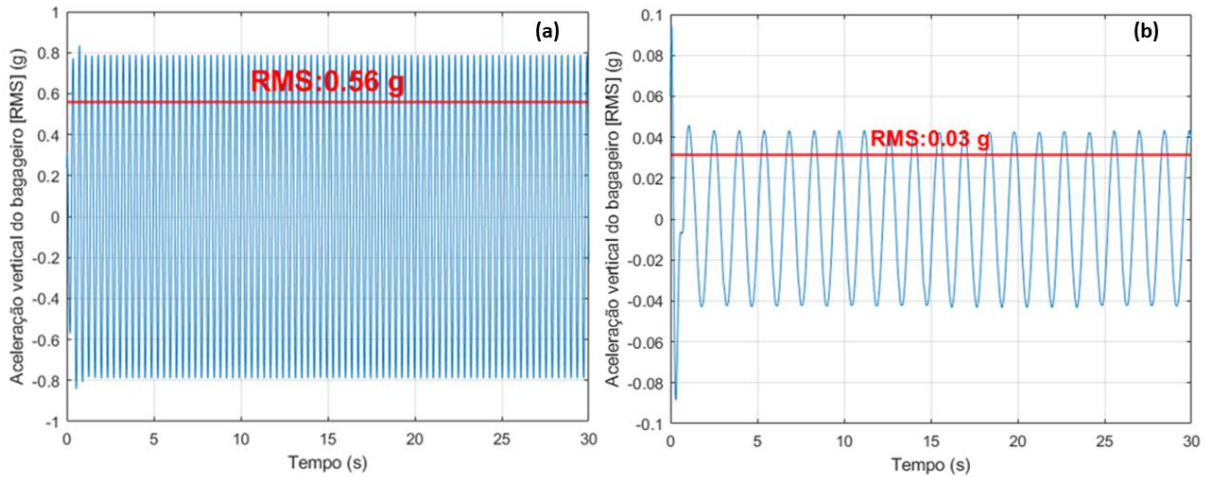 (a)
Aceleração vertical do bagageiro [RMS] (g)
1
0.8
0.6
0.4
0.2
0
-0.2
-0.4
-0.6
-0.8
-1
RMS:0.56 g
0 5 10 15 20 25 30
Tempo (s)
(b)
Aceleração vertical do bagageiro [RMS] (g)
0.1
0.08
0.06
0.04
0.02
0
-0.02
-0.04
-0.06
-0.08
-0.1
RMS:0.03 g
0 5 10 15 20 25 30
Tempo (s)